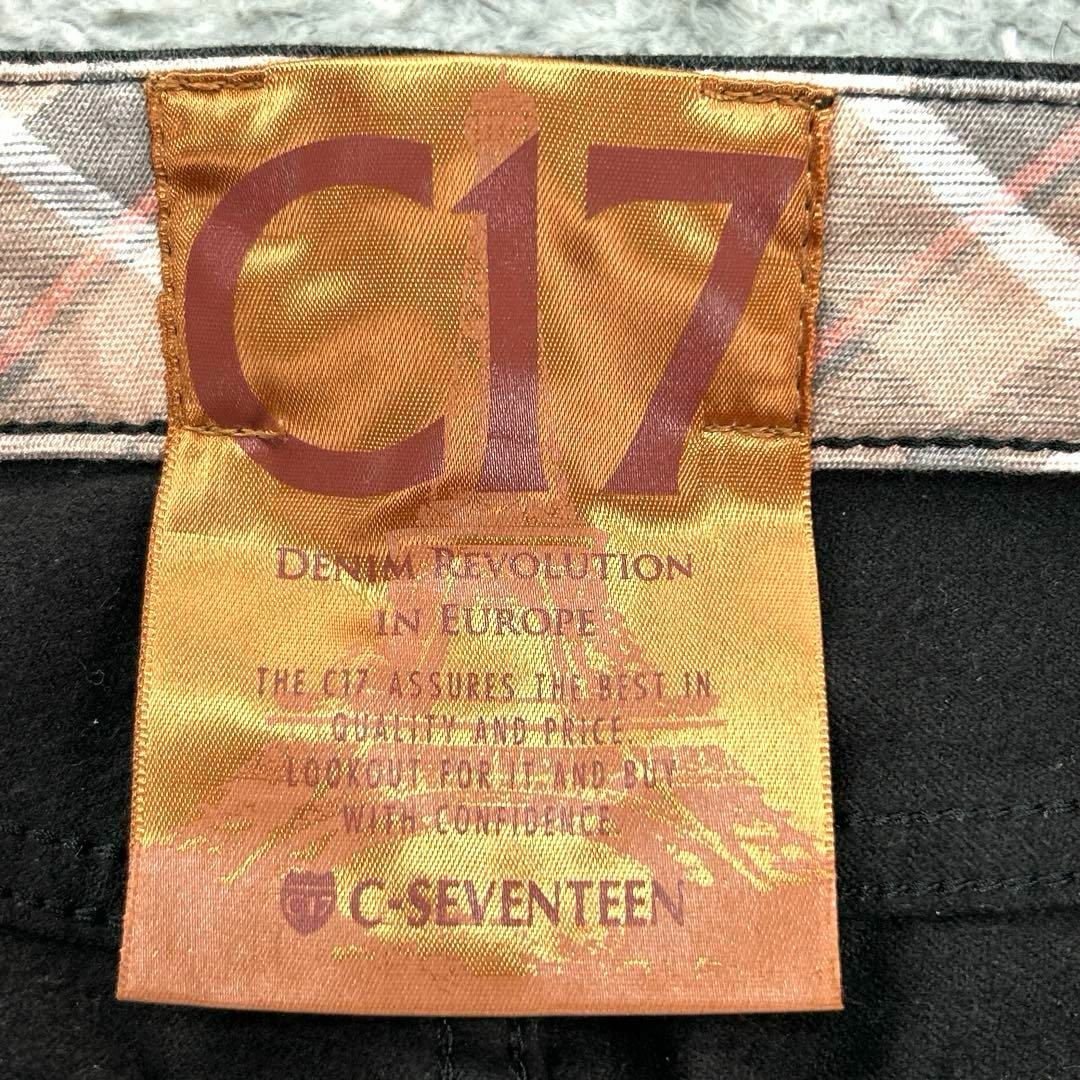 C17
DENIM REVOLUTION
IN EUROPE
THE C17 ASSURES THE BEST IN
QUALITY AND PRICE.
LOOKOUT FOR IT AND BUY
WITH CONFIDENCE.
C-SEVENTEEN